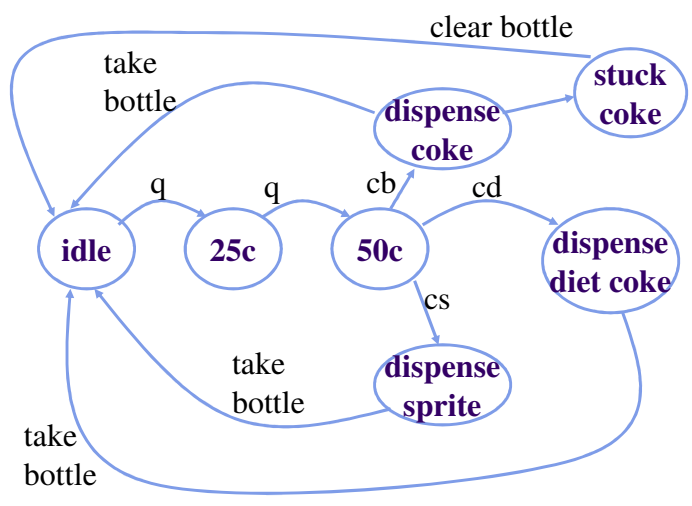 clear bottle
take
bottle
stuck
coke
dispense
coke
q
q
cb
cd
idle
25c
50c
dispense
diet coke
cs
take
bottle
dispense
sprite
take
bottle